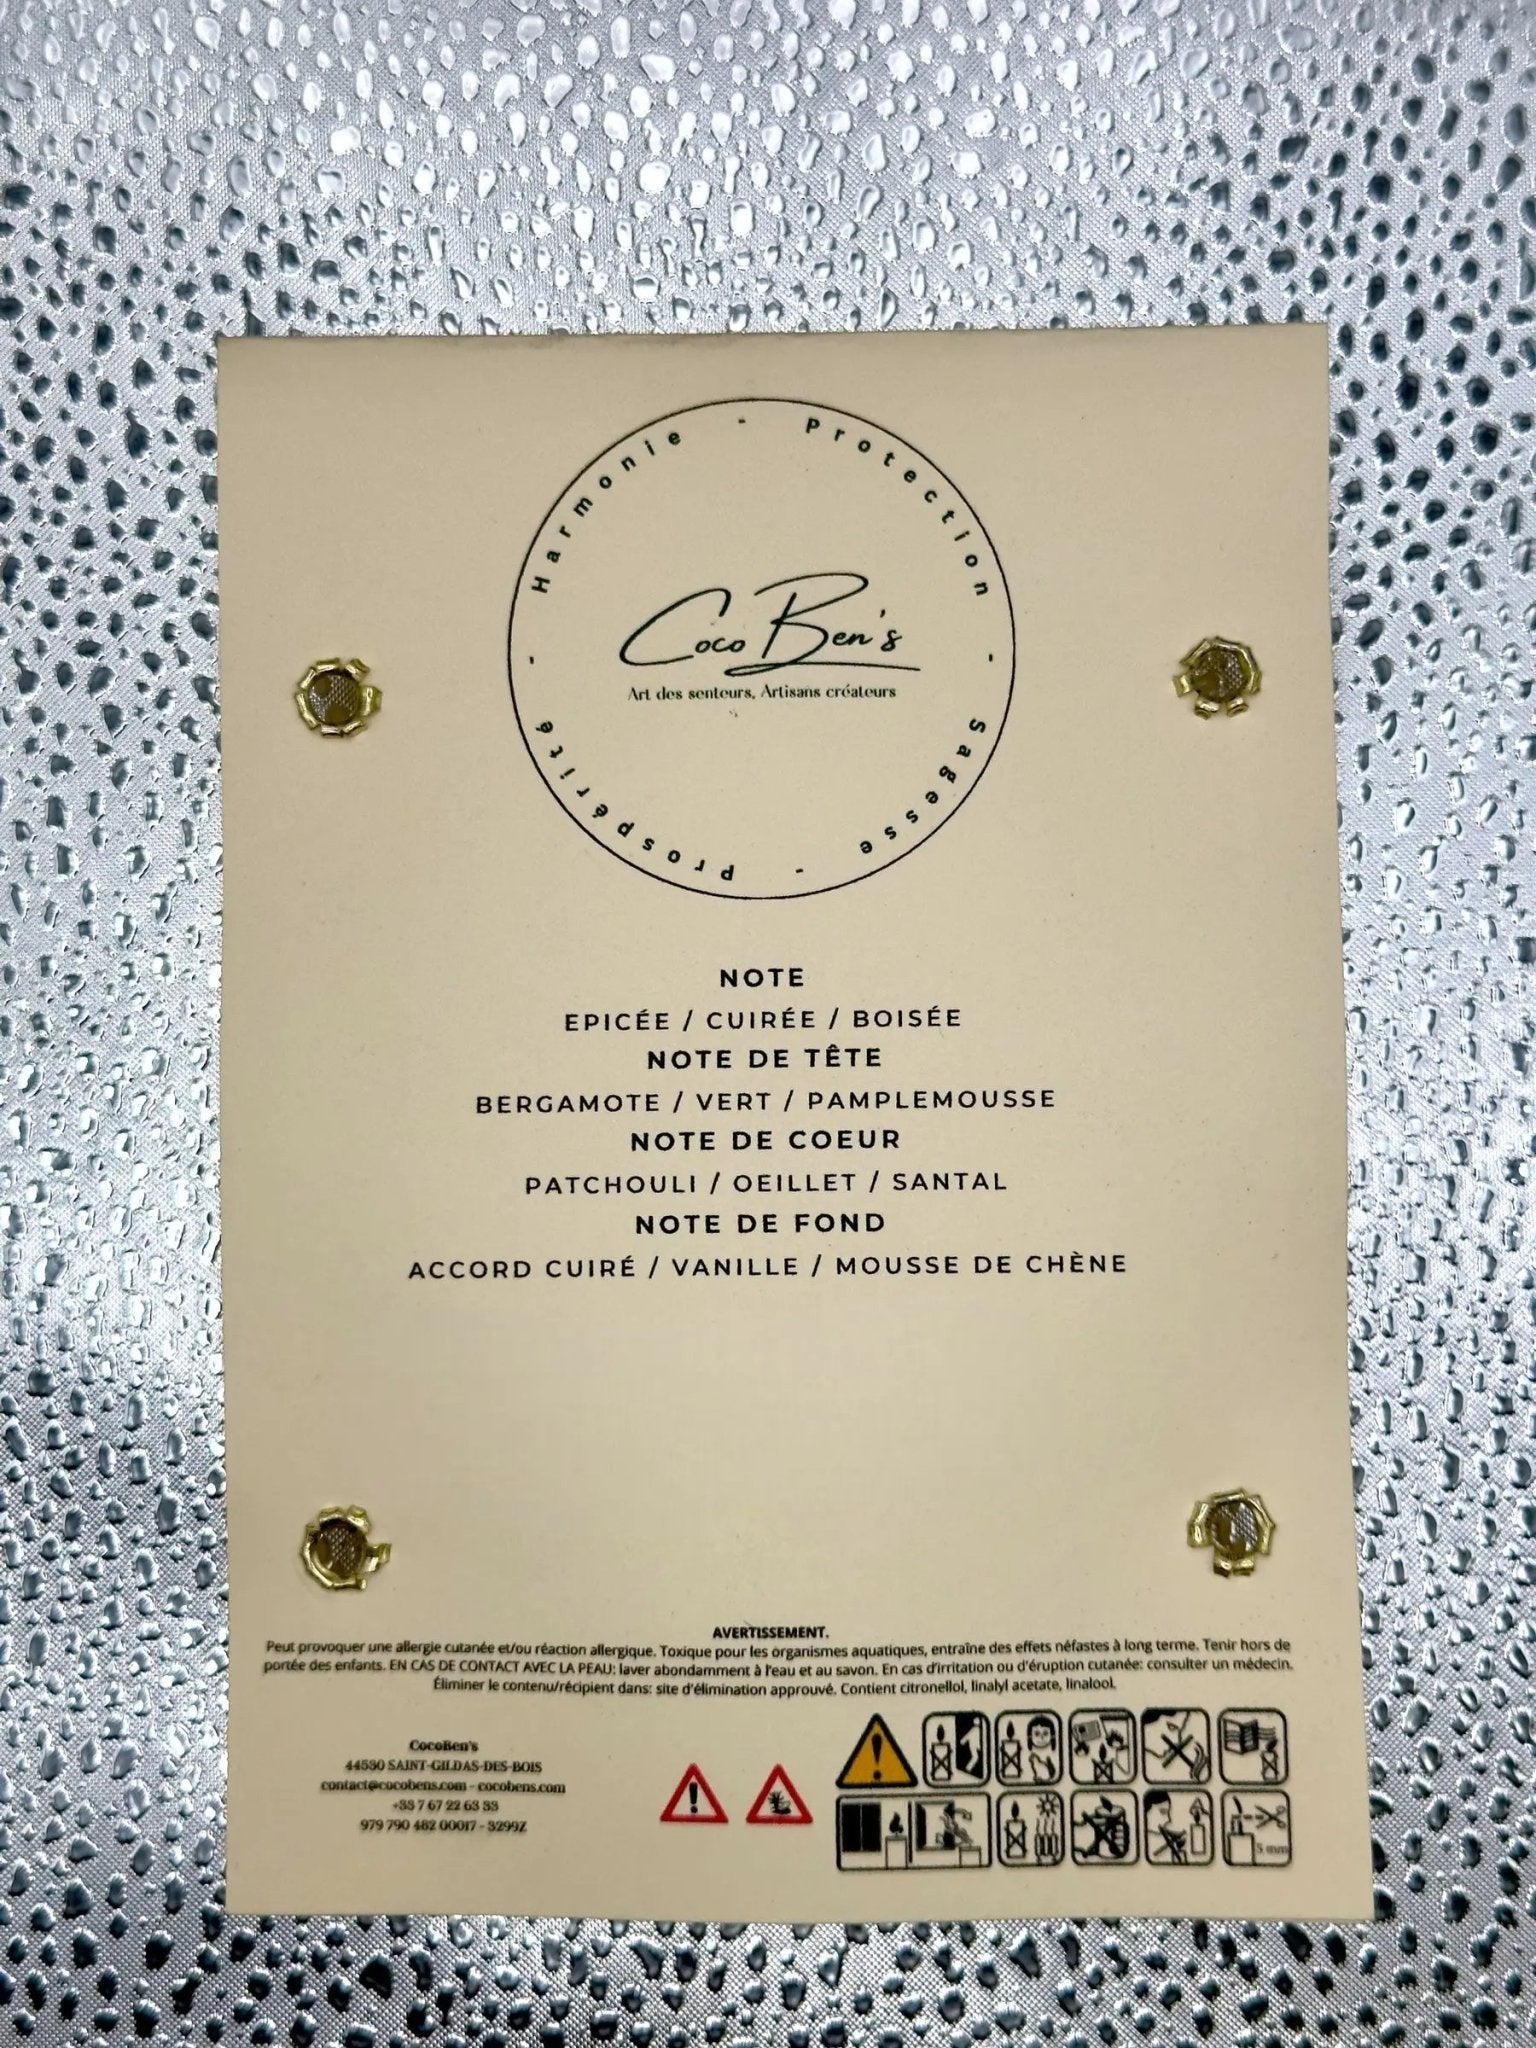 Harmonie - Protection - Sagesse - Prospérité -
Coco Ben's
Art des senteurs, Artisans créateurs
NOTE
EPICÉE / CUIRÉE / BOISÉE
NOTE DE TÊTE
BERGAMOTE / VERT / PAMPLEMOUSSE
NOTE DE COEUR
PATCHOULI / OEILLET / SANTAL
NOTE DE FOND
ACCORD CUIRÉ / VANILLE / MOUSSE DE CHÈNE
AVERTISSEMENT.
Peut provoquer une allergie cutanée et/ou réaction allergique. Toxique pour les organismes aquatiques, entraîne des effets néfastes à long terme. Tenir hors de
portée des enfants. EN CAS DE CONTACT AVEC LA PEAU: laver abondamment à l'eau et au savon. En cas d'irritation ou d'éruption cutanée: consulter un médecin.
Éliminer le contenu/récipient dans: site d'élimination approuvé. Contient citronellol, linalyl acetate, linalool.
CocoBen's
44530 SAINT-GILDAS-DES-BOIS
contact@cocobens.com - cocobens.com
+33 7 67 22 63 33
979 790 482 00017 - 3299Z
5 mm